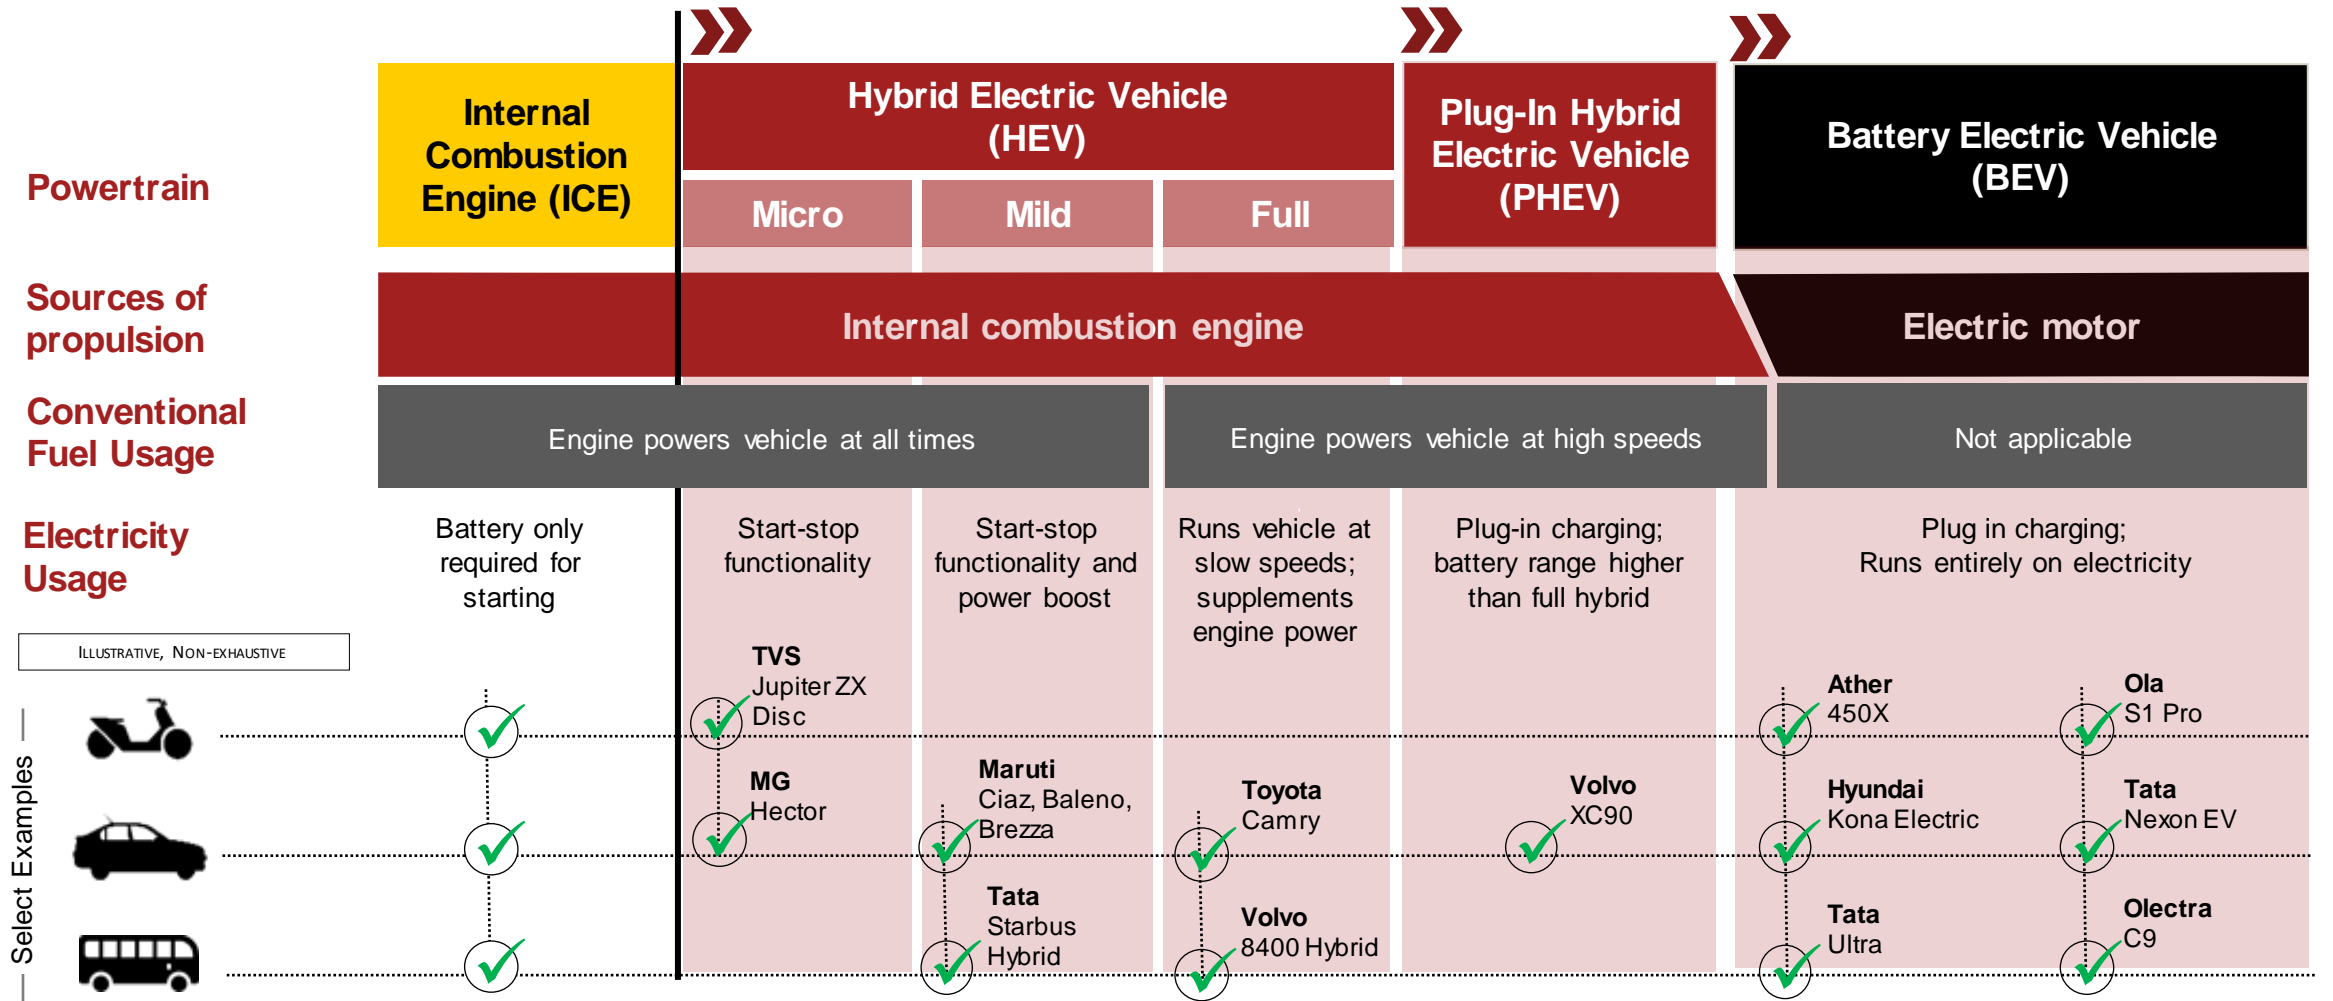 Powertrain
Internal
Combustion
Engine (ICE)
Hybrid Electric Vehicle
(HEV)
Micro
Mild
Full
Plug-In Hybrid
Electric Vehicle
(PHEV)
Battery Electric Vehicle
(BEV)
Sources of
propulsion
Internal combustion engine
Electric motor
Conventional
Fuel Usage
Engine powers vehicle at all times
Engine powers vehicle at high speeds
Not applicable
Electricity
Usage
Battery only
required for
starting
Start-stop
functionality
Start-stop
functionality and
power boost
Runs vehicle at
slow speeds;
supplements
engine power
Plug-in charging;
battery range higher
than full hybrid
Plug in charging;
Runs entirely on electricity
Illustrative, Non-exhaustive
Select Examples
TVS
Jupiter ZX
Disc
Ather
450X
Ola
S1 Pro
MG
Hector
Maruti
Ciaz, Baleno,
Brezza
Toyota
Camry
Volvo
XC90
Hyundai
Kona Electric
Tata
Nexon EV
Tata
Starbus
Hybrid
Volvo
8400 Hybrid
Tata
Ultra
Olectra
C9